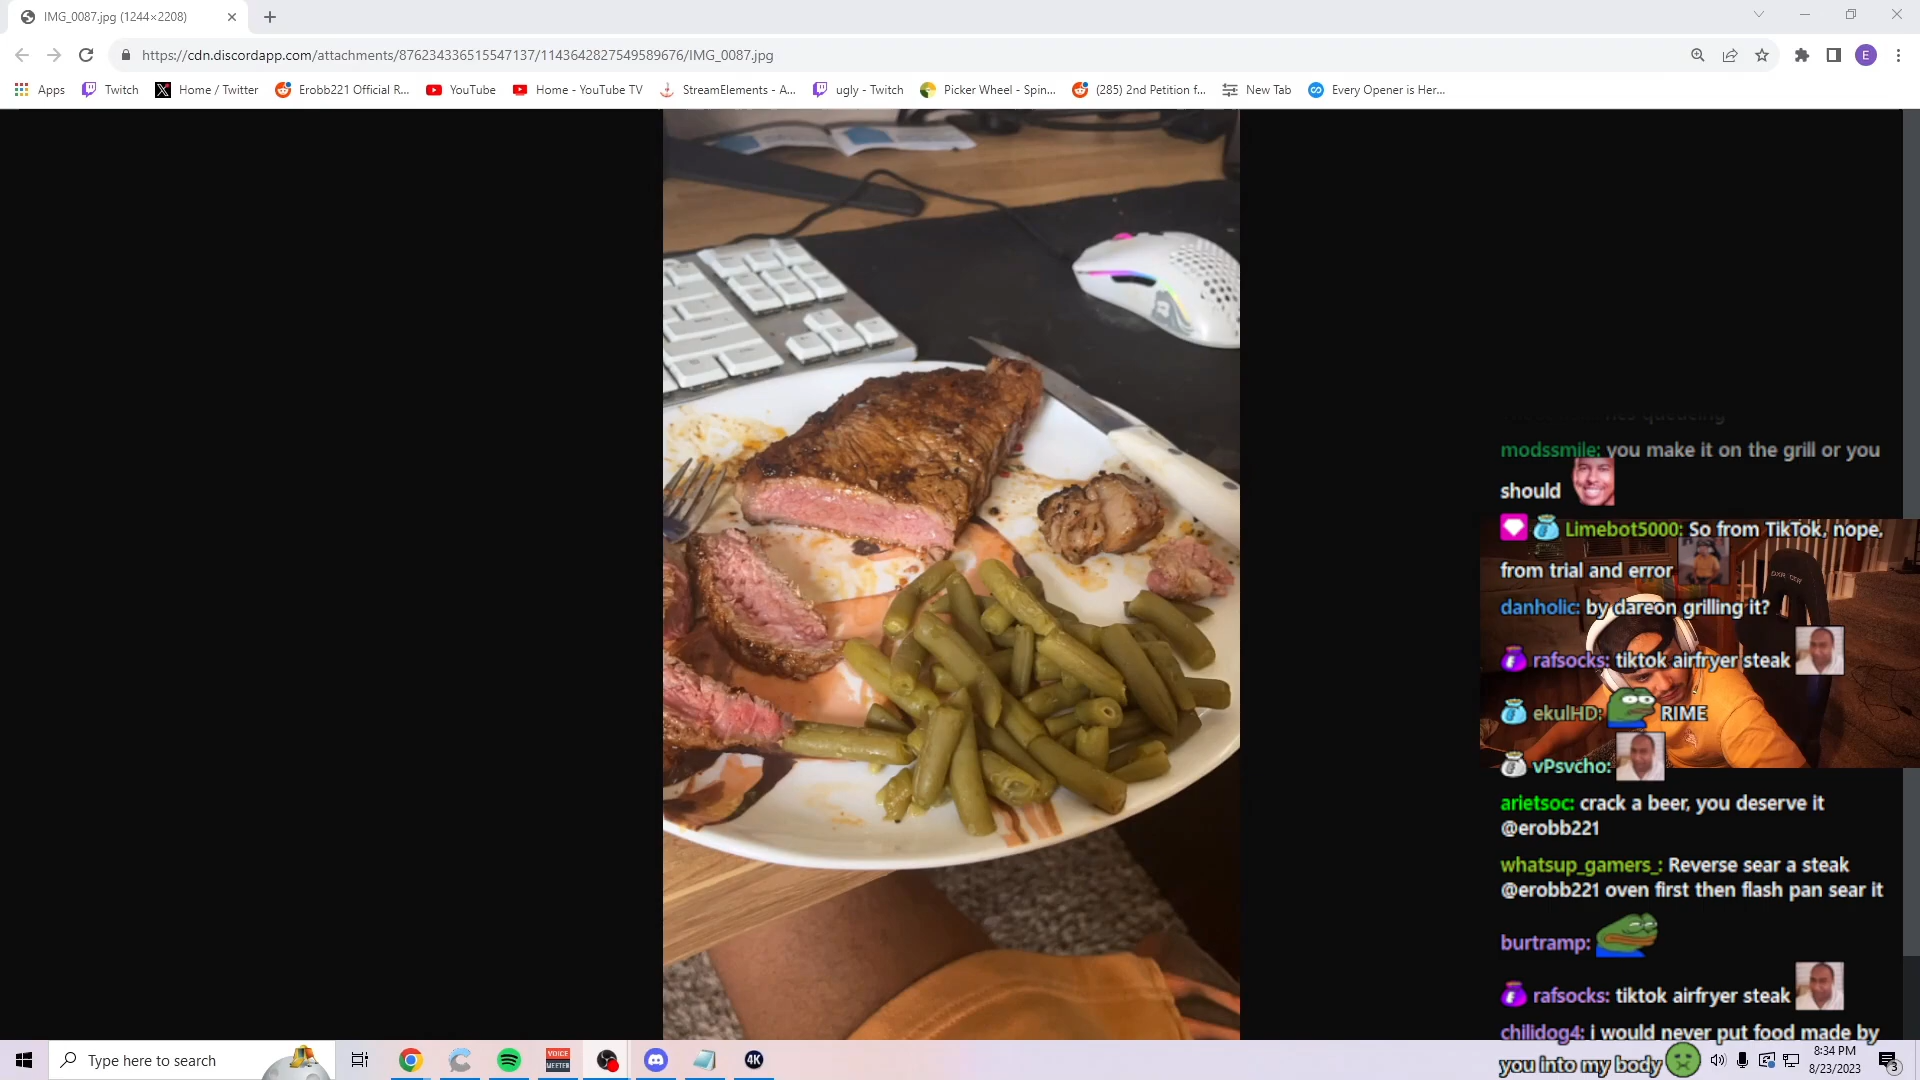 IMG_0087.jpg (1244×2208)
https://cdn.discordapp.com/attachments/876234336515547137/1143642827549589676/IMG_0087.jpg
E
Apps
Twitch
Home / Twitter
Erobb221 Official R...
YouTube
Home - YouTube TV
StreamElements - A...
ugly - Twitch
Picker Wheel - Spin...
(285) 2nd Petition f...
New Tab
Every Opener is Her...
queueing
modssmile: you make it on the grill or you
should
Limebot5000: So from TikTok, nope,
from trial and error
danholic: by dareon grilling it?
rafsocks: tiktok airfryer steak
ekulHD: RIME
vPsvcho:
arietsoc: crack a beer, you deserve it
@erobb221
whatsup_gamers_: Reverse sear a steak
@erobb221 oven first then flash pan sear it
burtramp:
rafsocks: tiktok airfryer steak
chilidog4: i would never put food made by
you into my body
Type here to search
VOICE
MEETER
4K
8:34 PM
8/23/2023
3